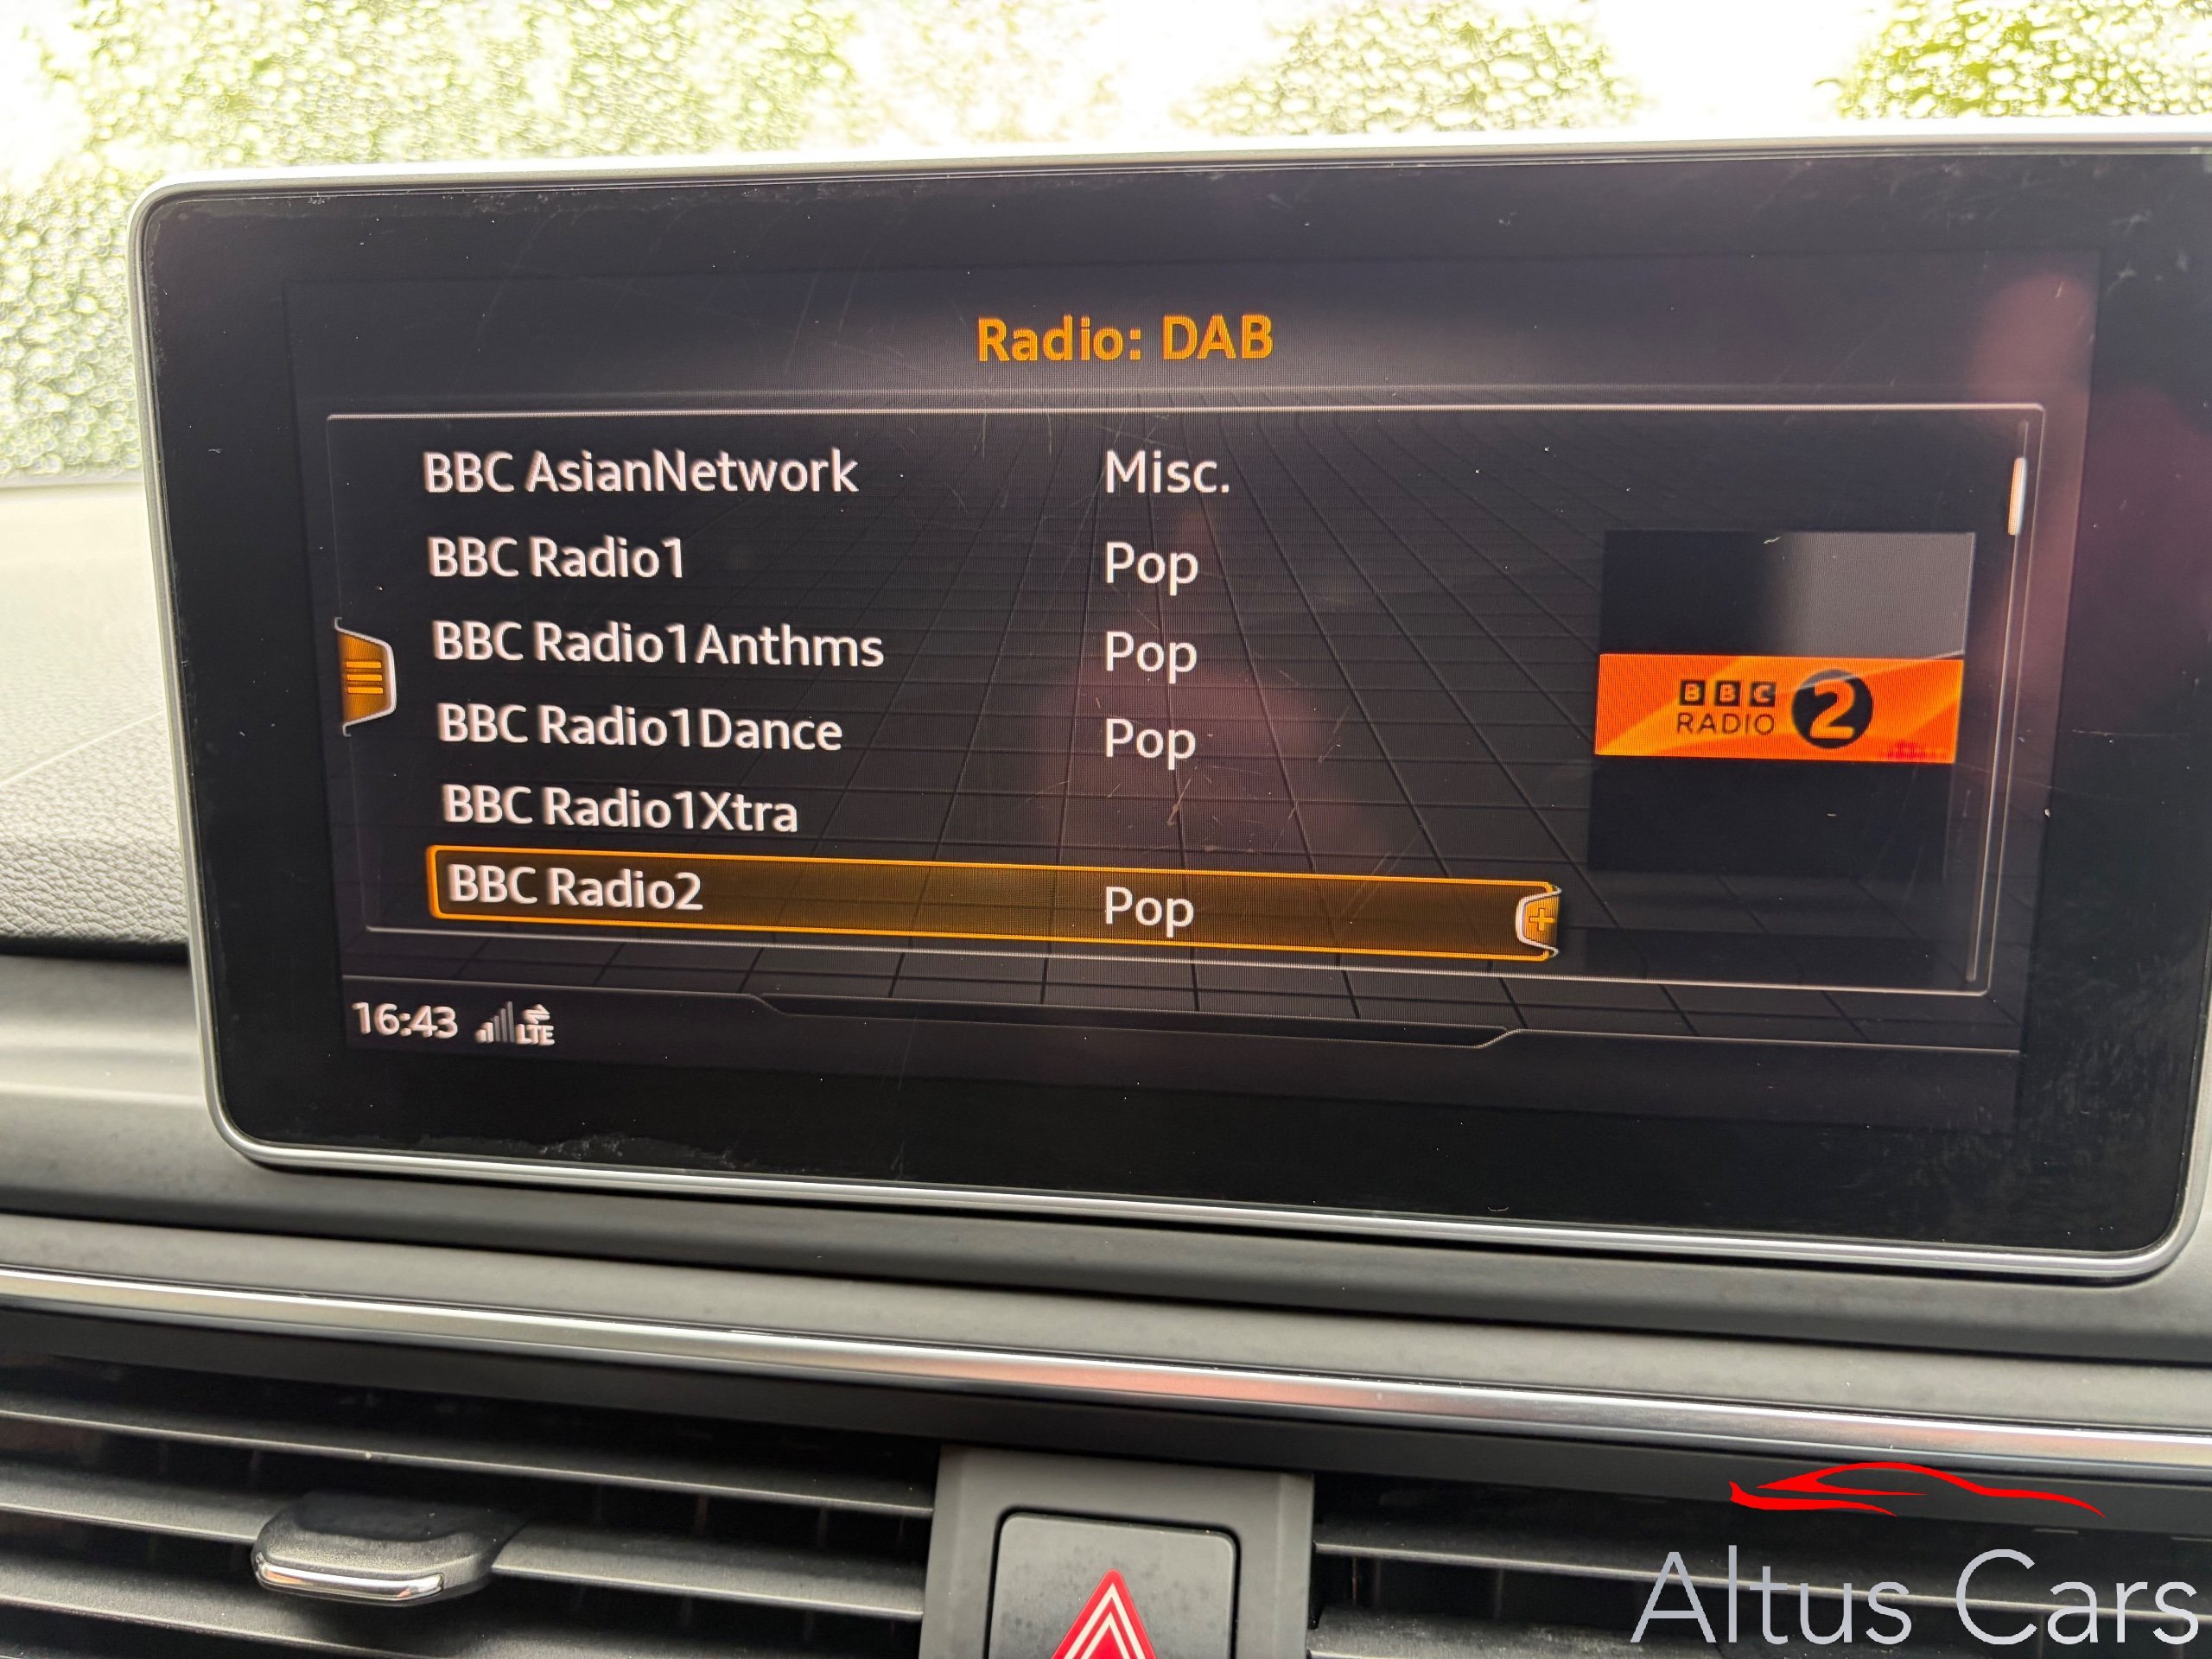 Radio: DAB
BBC AsianNetwork Misc.
BBC Radio1 Pop
BBC Radio1Anthms Pop
BBC Radio1Dance Pop
BBC Radio1Xtra
BBC Radio2 Pop
BBC
RADIO 2
16:43 LTE
Altus Cars